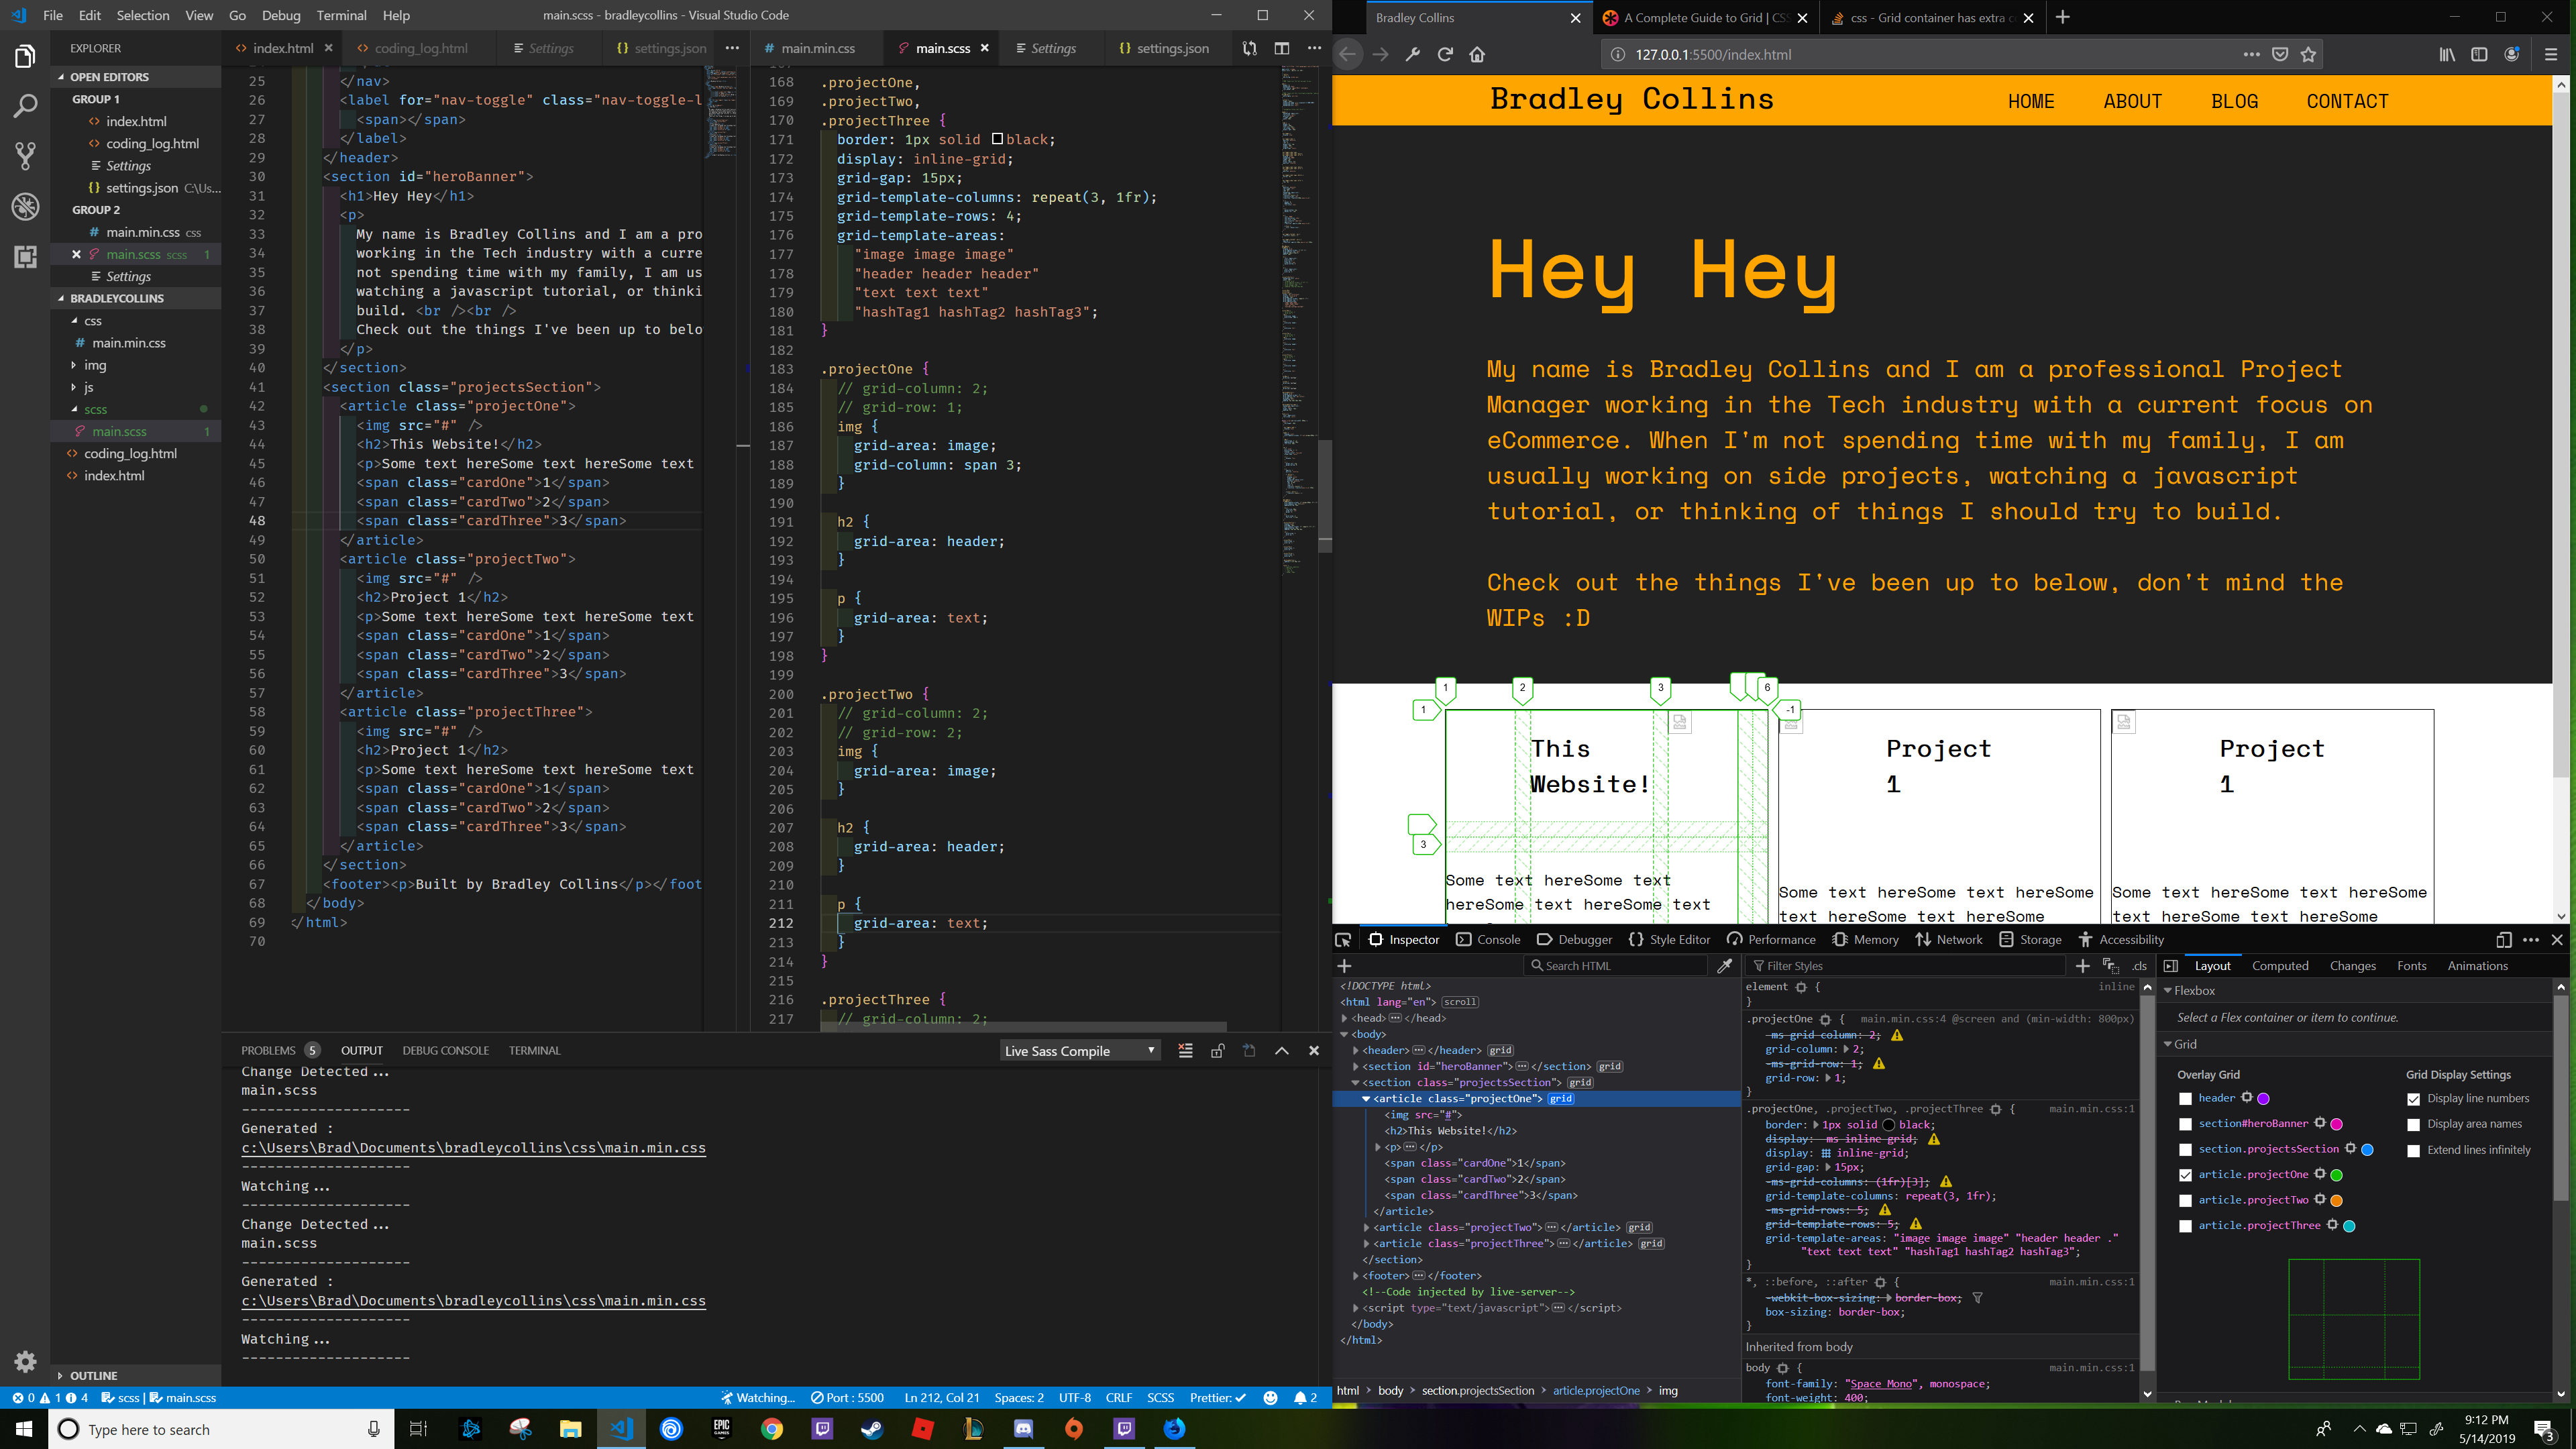 File Edit Selection View Go Debug Terminal Help
main.scss - bradleycollins - Visual Studio Code
EXPLORER
OPEN EDITORS
GROUP 1
index.html
coding_log.html
Settings
settings.json C:\Us...
GROUP 2
main.min.css css
main.scss scss 1
Settings
BRADLEYCOLLINS
css
main.min.css
img
js
scss
main.scss 1
coding_log.html
index.html
OUTLINE
index.html coding_log.html Settings settings.json
25 </nav>
26 <label for="nav-toggle" class="nav-toggle-l
27 <span></span>
28 </label>
29 </header>
30 <section id="heroBanner">
31 <h1>Hey Hey</h1>
32 <p>
33 My name is Bradley Collins and I am a pro
34 working in the Tech industry with a curre
35 not spending time with my family, I am us
36 watching a javascript tutorial, or thinki
37 build. <br /><br />
38 Check out the things I've been up to belo
39 </p>
40 </section>
41 <section class="projectsSection">
42 <article class="projectOne">
43 <img src="#" />
44 <h2>This Website!</h2>
45 <p>Some text hereSome text hereSome text
46 <span class="cardOne">1</span>
47 <span class="cardTwo">2</span>
48 <span class="cardThree">3</span>
49 </article>
50 <article class="projectTwo">
51 <img src="#" />
52 <h2>Project 1</h2>
53 <p>Some text hereSome text hereSome text
54 <span class="cardOne">1</span>
55 <span class="cardTwo">2</span>
56 <span class="cardThree">3</span>
57 </article>
58 <article class="projectThree">
59 <img src="#" />
60 <h2>Project 1</h2>
61 <p>Some text hereSome text hereSome text
62 <span class="cardOne">1</span>
63 <span class="cardTwo">2</span>
64 <span class="cardThree">3</span>
65 </article>
66 </section>
67 <footer><p>Built by Bradley Collins</p></foot
68 </body>
69 </html>
70
main.min.css main.scss Settings settings.json
168 .projectOne,
169 .projectTwo,
170 .projectThree {
171 border: 1px solid black;
172 display: inline-grid;
173 grid-gap: 15px;
174 grid-template-columns: repeat(3, 1fr);
175 grid-template-rows: 4;
176 grid-template-areas:
177 "image image image"
178 "header header header"
179 "text text text"
180 "hashTag1 hashTag2 hashTag3";
181 }
182
183 .projectOne {
184 // grid-column: 2;
185 // grid-row: 1;
186 img {
187 grid-area: image;
188 grid-column: span 3;
189 }
190
191 h2 {
192 grid-area: header;
193 }
194
195 p {
196 grid-area: text;
197 }
198 }
199
200 .projectTwo {
201 // grid-column: 2;
202 // grid-row: 2;
203 img {
204 grid-area: image;
205 }
206
207 h2 {
208 grid-area: header;
209 }
210
211 p {
212 grid-area: text;
213 }
214 }
215
216 .projectThree {
217 // grid-column: 2;
PROBLEMS 5 OUTPUT DEBUG CONSOLE TERMINAL Live Sass Compile
Change Detected...
main.scss
--------------------
Generated :
c:\Users\Brad\Documents\bradleycollins\css\main.min.css
--------------------
Watching...
--------------------
Change Detected...
main.scss
--------------------
Generated :
c:\Users\Brad\Documents\bradleycollins\css\main.min.css
--------------------
Watching...
--------------------
0 1 4 scss | main.scss Watching... Port : 5500 Ln 212, Col 21 Spaces: 2 UTF-8 CRLF SCSS Prettier: 2
Bradley Collins A Complete Guide to Grid | CSS css - Grid container has extra c
127.0.0.1:5500/index.html
Bradley Collins HOME ABOUT BLOG CONTACT
Hey Hey
My name is Bradley Collins and I am a professional Project
Manager working in the Tech industry with a current focus on
eCommerce. When I'm not spending time with my family, I am
usually working on side projects, watching a javascript
tutorial, or thinking of things I should try to build.
Check out the things I've been up to below, don't mind the
WIPs :D
1 2 3 6
1 -1
This
Website!
3
Some text hereSome text
hereSome text hereSome text
Project
1
Some text hereSome text hereSome
text hereSome text hereSome
Project
1
Some text hereSome text hereSome
text hereSome text hereSome
Inspector Console Debugger Style Editor Performance Memory Network Storage Accessibility
Search HTML
<!DOCTYPE html>
<html lang="en"> scroll
<head></head>
<body>
<header></header> grid
<section id="heroBanner"></section> grid
<section class="projectsSection"> grid
<article class="projectOne"> grid
<img src="#">
<h2>This Website!</h2>
<p></p>
<span class="cardOne">1</span>
<span class="cardTwo">2</span>
<span class="cardThree">3</span>
</article>
<article class="projectTwo"></article> grid
<article class="projectThree"></article> grid
</section>
<footer></footer>
<!--Code injected by live-server-->
<script type="text/javascript"></script>
</body>
</html>
html > body > section.projectsSection > article.projectOne > img
Filter Styles .cls
element { inline
}
.projectOne { main.min.css:4 @screen and (min-width: 800px)
-ms-grid-column: 2;
grid-column: 2;
-ms-grid-row: 1;
grid-row: 1;
}
.projectOne, .projectTwo, .projectThree { main.min.css:1
border: 1px solid black;
display: -ms-inline-grid;
display: inline-grid;
grid-gap: 15px;
-ms-grid-columns: (1fr)[3];
grid-template-columns: repeat(3, 1fr);
-ms-grid-rows: 5;
grid-template-rows: 5;
grid-template-areas: "image image image" "header header ."
"text text text" "hashTag1 hashTag2 hashTag3";
}
*, ::before, ::after { main.min.css:1
-webkit-box-sizing: border-box;
box-sizing: border-box;
}
Inherited from body
body { main.min.css:1
font-family: "Space Mono", monospace;
font-weight: 400;
Layout Computed Changes Fonts Animations
Flexbox
Select a Flex container or item to continue.
Grid
Overlay Grid
header
section#heroBanner
section.projectsSection
article.projectOne
article.projectTwo
article.projectThree
Grid Display Settings
Display line numbers
Display area names
Extend lines infinitely
Type here to search
EPIC GAMES
9:12 PM
5/14/2019
3